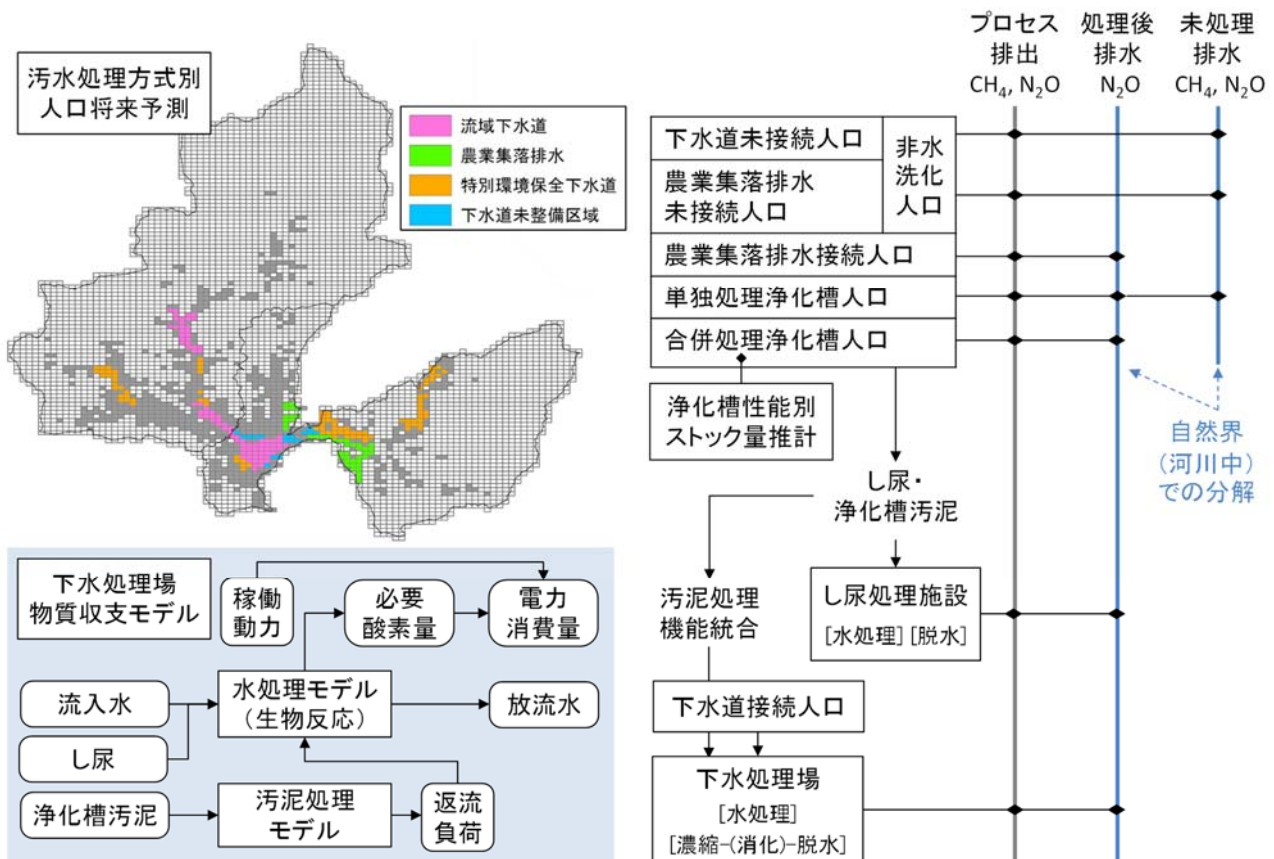 汚水処理方式別
人口将来予測
流域下水道
農業集落排水
特別環境保全下水道
下水道未整備区域
プロセス
排出
CH₄, N₂O
処理後
排水
N₂O
未処理
排水
CH₄, N₂O
下水道未接続人口
農業集落排水
未接続人口
非水
洗化
人口
農業集落排水接続人口
単独処理浄化槽人口
合併処理浄化槽人口
浄化槽性能別
ストック量推計
自然界
(河川中)
での分解
し尿・
浄化槽汚泥
汚泥処理
機能統合
し尿処理施設
[水処理] [脱水]
下水道接続人口
下水処理場
[水処理]
[濃縮-(消化)-脱水]
下水処理場
物質収支モデル
稼働
動力
必要
酸素量
電力
消費量
流入水
し尿
水処理モデル
(生物反応)
放流水
浄化槽汚泥
汚泥処理
モデル
返流
負荷